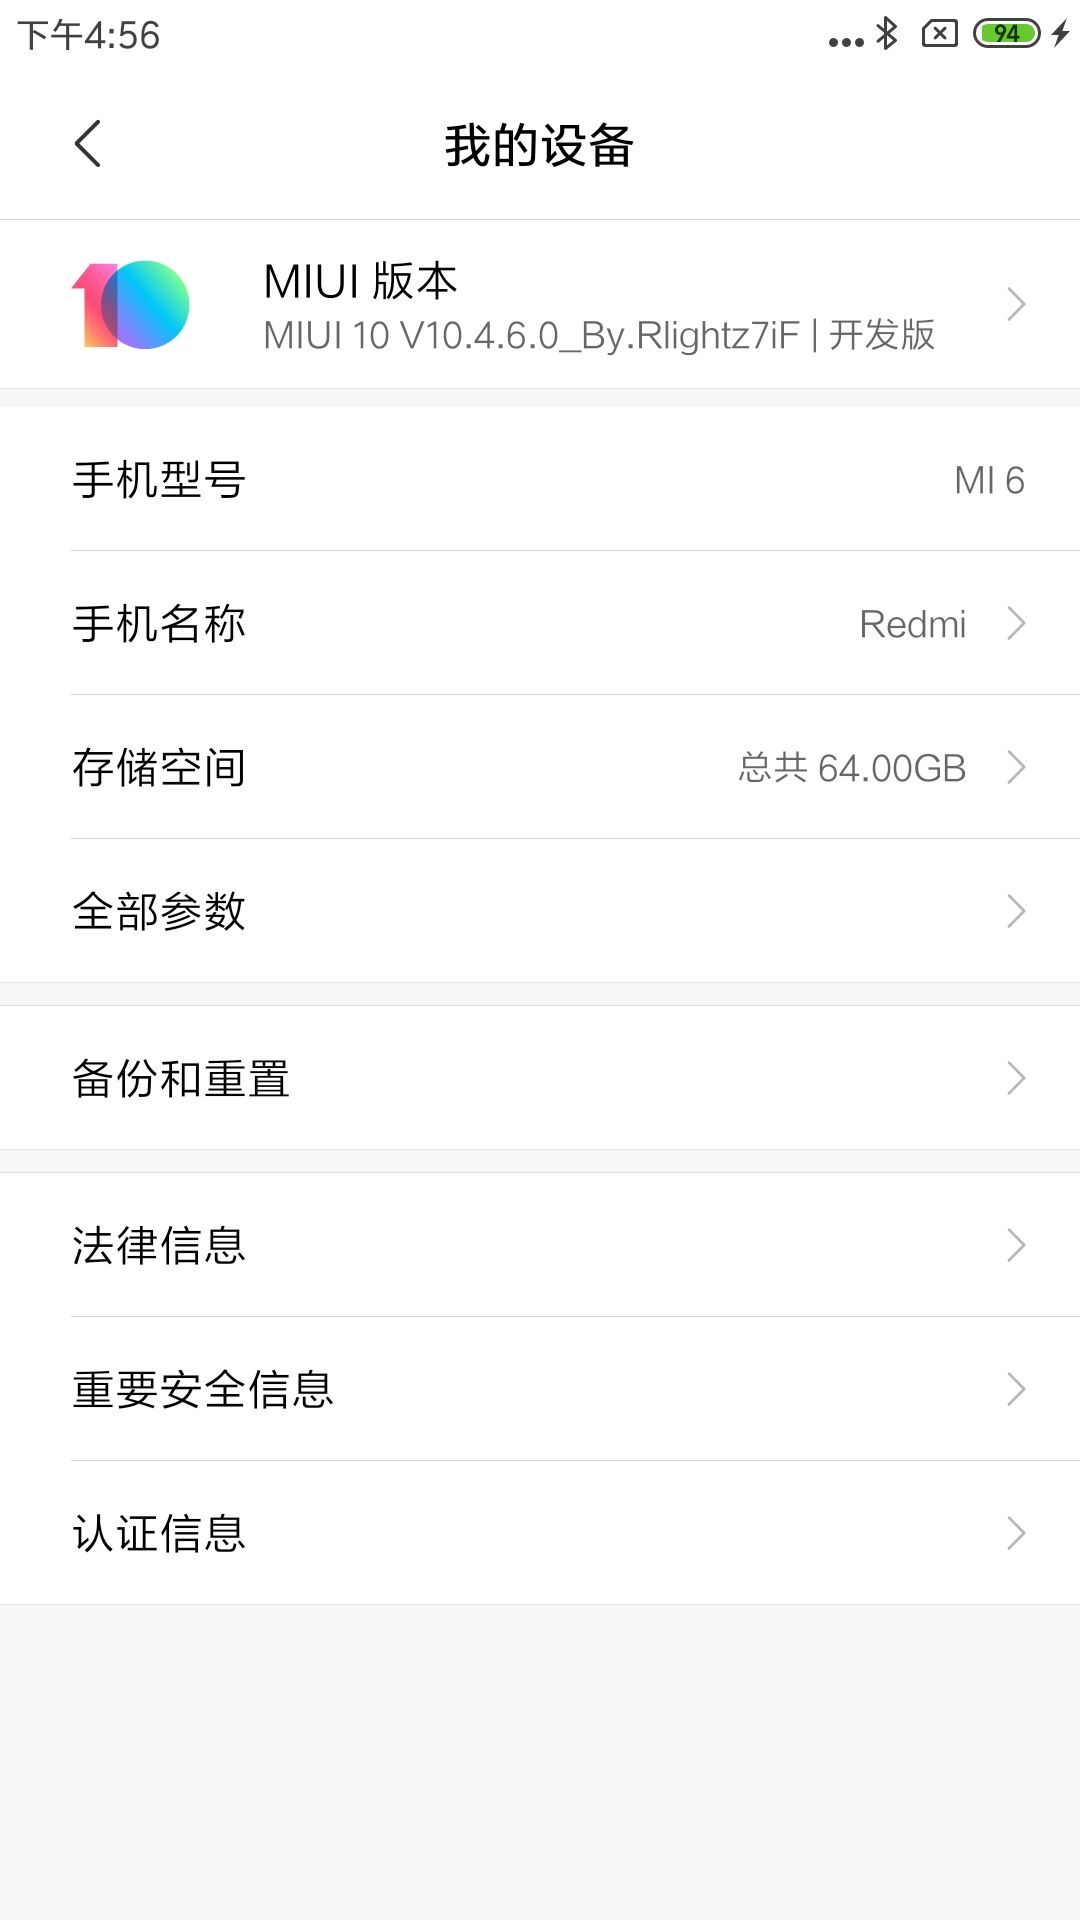 下午4:56
94
我的设备
10
MIUI 版本
MIUI 10 V10.4.6.0_By.Rlightz7iF | 开发版
手机型号 MI 6
手机名称 Redmi
存储空间 总共 64.00GB
全部参数
备份和重置
法律信息
重要安全信息
认证信息